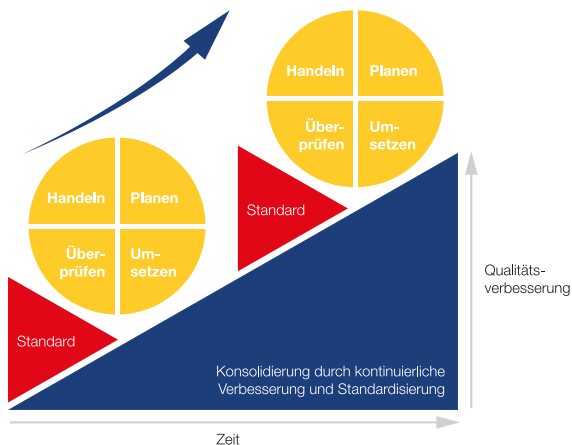 Handeln
Planen
Über-
prüfen
Um-
setzen
Standard
Handeln
Planen
Über-
prüfen
Um-
setzen
Standard
Qualitäts-
verbesserung
Konsolidierung durch kontinuierliche
Verbesserung und Standardisierung
Zeit